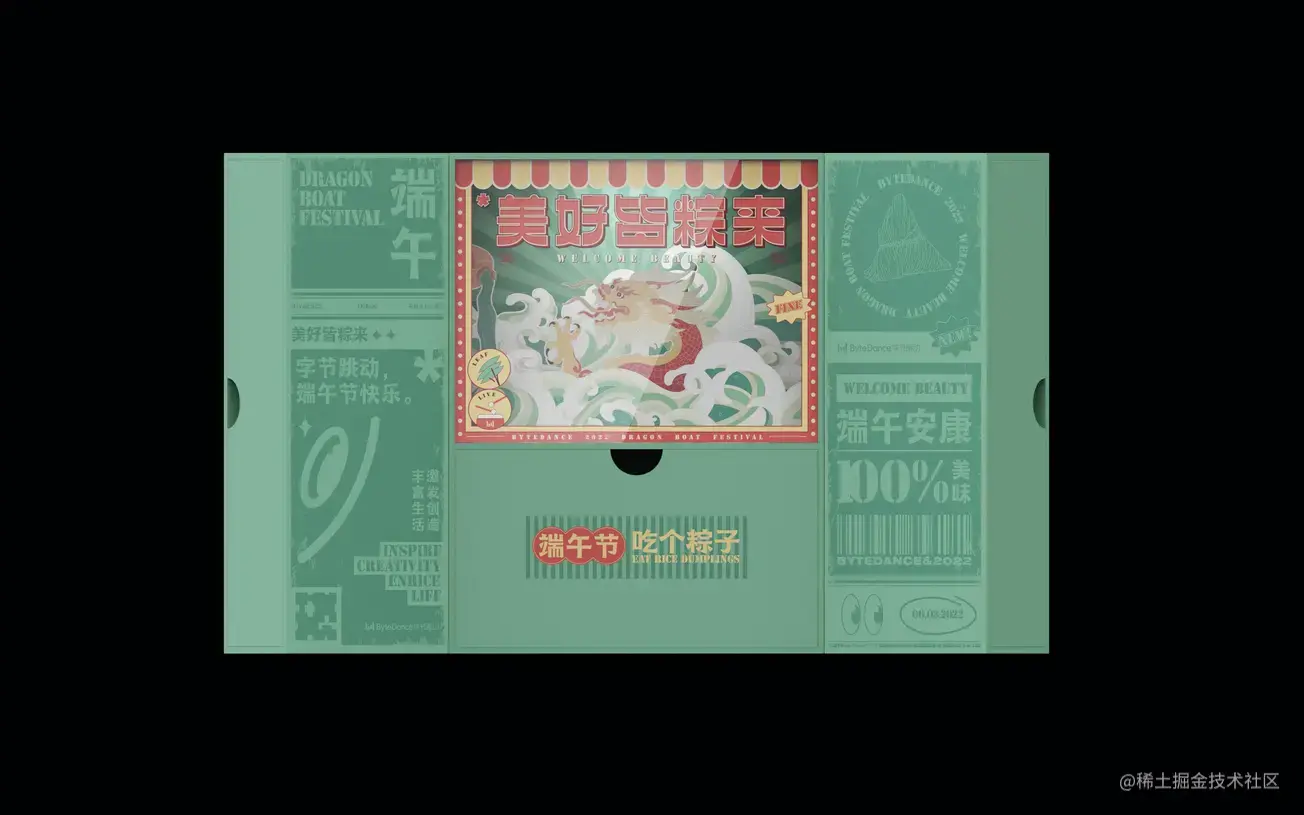 DRAGON
BOAT
FESTIVAL
端
午
美好皆粽来
字节跳动，
端午节快乐。
激发创造
丰富生活
INSPIRE
CREATIVITY
ENRICE
LIFE
ByteDance字节跳动
美好皆粽来
WELCOME BEAUTY
FINE
LEAF
LIVE
BYTEDANCE 2022 DRAGON BOAT FESTIVAL
端午节
吃个粽子
EAT RICE DUMPLINGS
BYTEDANCE 2022 WELCOME BEAUTY DRAGON BOAT FESTIVAL
NEW!
ByteDance字节跳动
WELCOME BEAUTY
端午安康
100%美味
BYTEDANCE&2022
06.03.2022
@稀土掘金技术社区